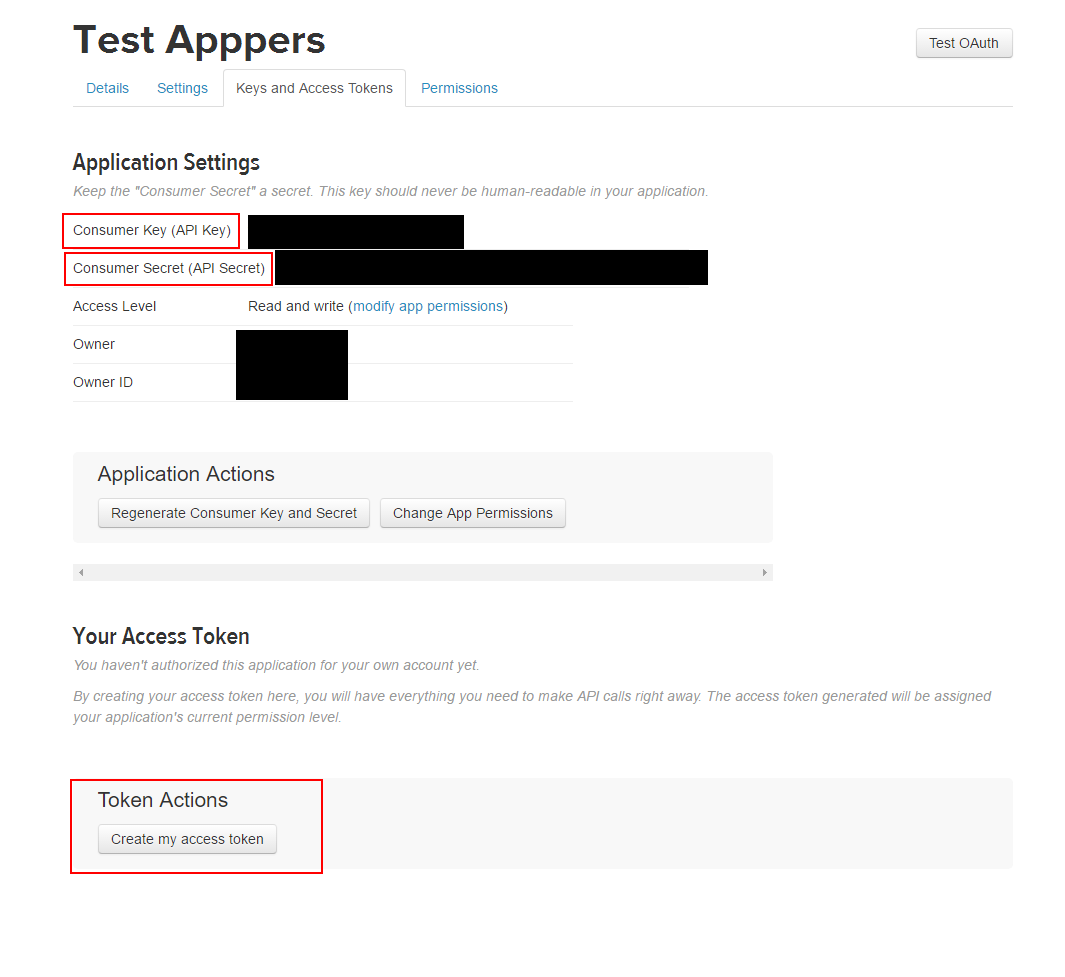 Test Apppers
Test OAuth
Details Settings Keys and Access Tokens Permissions
Application Settings
Keep the "Consumer Secret" a secret. This key should never be human-readable in your application.
Consumer Key (API Key)
Consumer Secret (API Secret)
Access Level Read and write (modify app permissions)
Owner
Owner ID
Application Actions
Regenerate Consumer Key and Secret Change App Permissions
Your Access Token
You haven't authorized this application for your own account yet.
By creating your access token here, you will have everything you need to make API calls right away. The access token generated will be assigned
your application's current permission level.
Token Actions
Create my access token